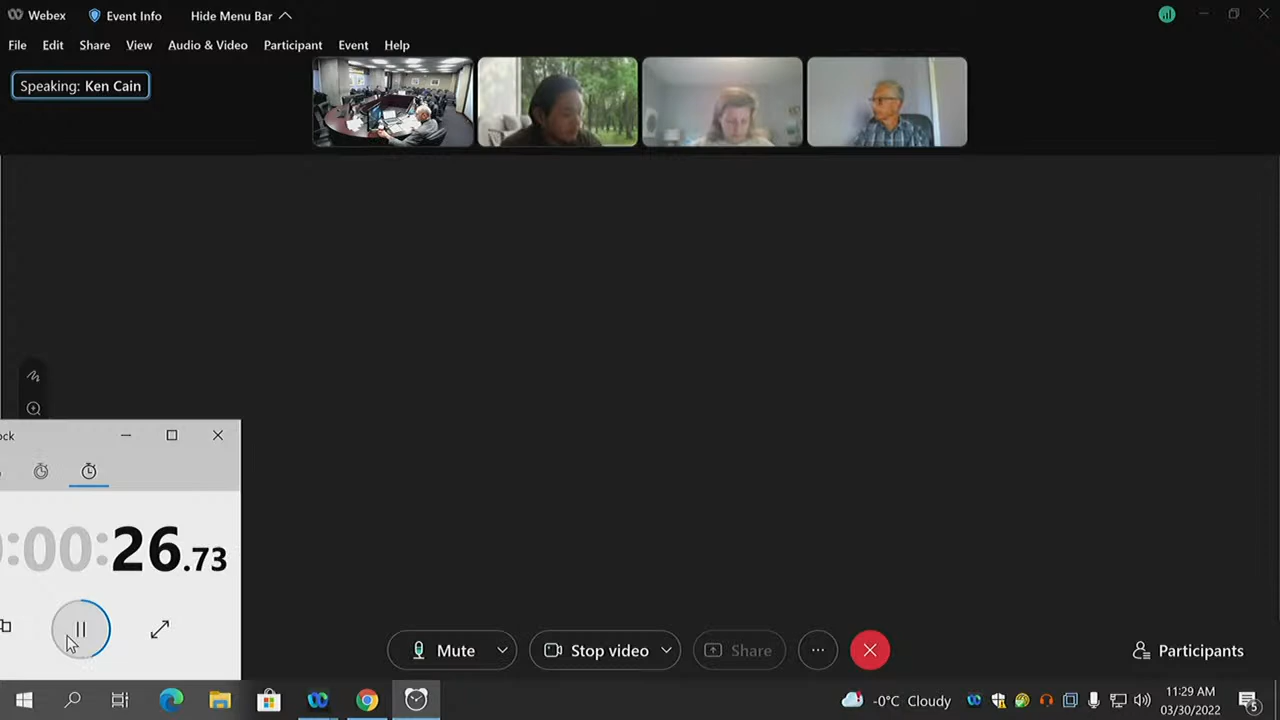 Webex
Event Info
Hide Menu Bar
File Edit Share View Audio & Video Participant Event Help
Speaking: Ken Cain
ock
:00:26.73
Mute
Stop video
Share
Participants
-0°C Cloudy
11:29 AM
03/30/2022
5